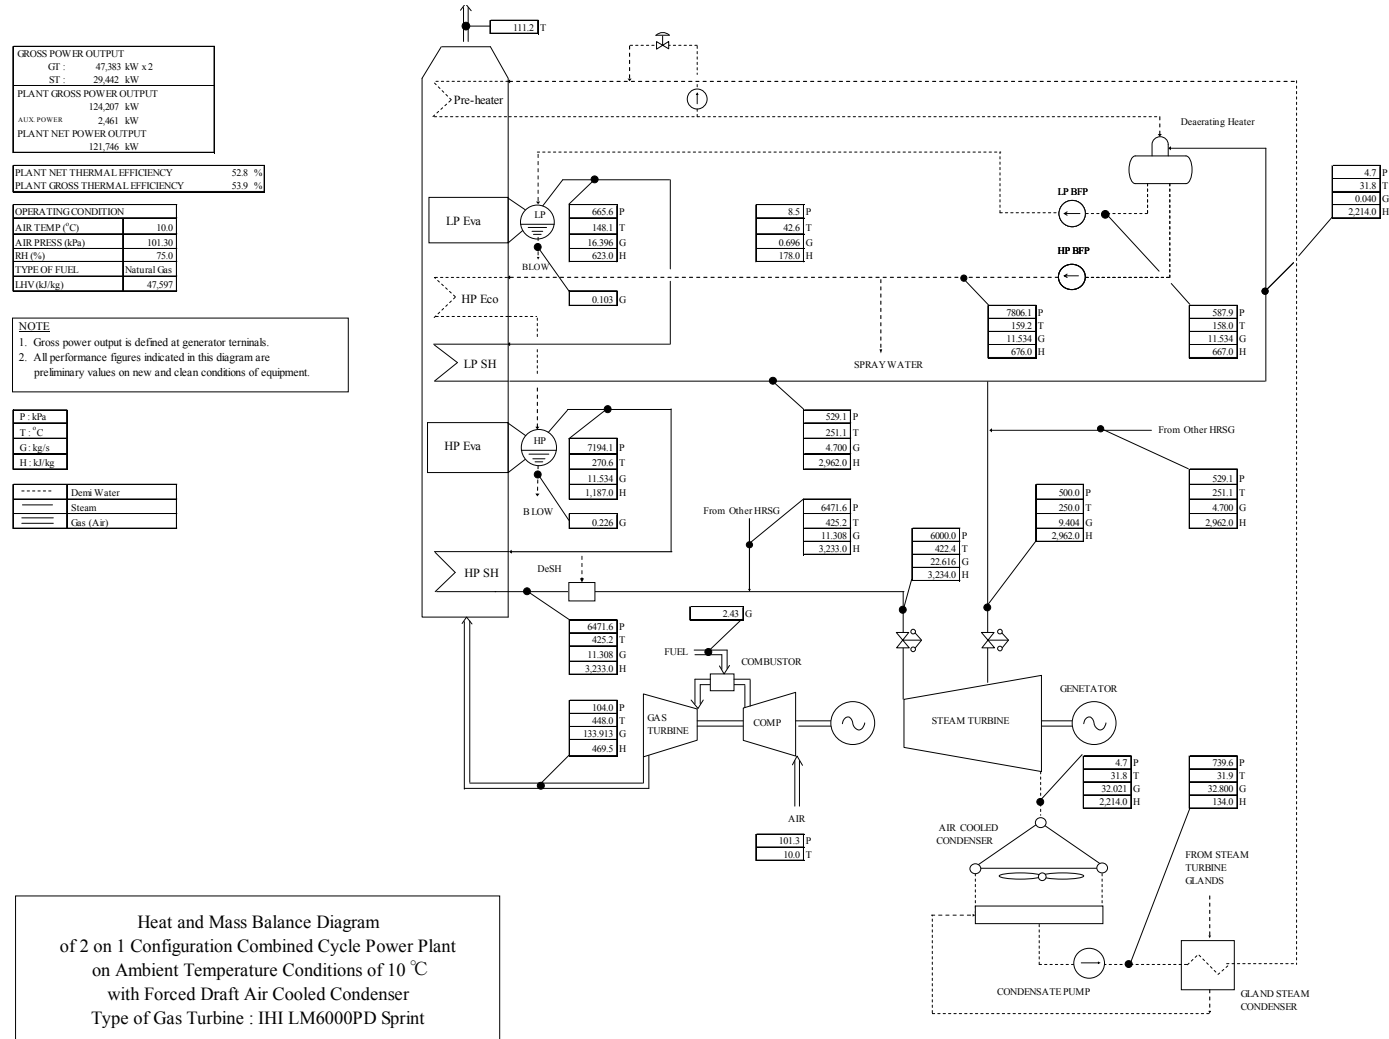 111.2 T
GROSS POWER OUTPUT
GT : 47,383 kW x 2
ST : 29,442 kW
PLANT GROSS POWER OUTPUT
124,207 kW
AUX. POWER 2,461 kW
PLANT NET POWER OUTPUT
121,746 kW
PLANT NET THERMAL EFFICIENCY 52.8 %
PLANT GROSS THERMAL EFFICIENCY 53.9 %
OPERATING CONDITION
AIR TEMP (°C) 10.0
AIR PRESS (kPa) 101.30
RH (%) 75.0
TYPE OF FUEL Natural Gas
LHV(kJ/kg) 47,597
NOTE
1. Gross power output is defined at generator terninals.
2. All performance figures indicated in this diagram are
preliminary values on new and clean conditions of equipment.
P : kPa
T : °C
G : kg/s
H : kJ/kg
Demi Water
Steam
Gas (Air)
Pre-heater
Deaerating Heater
LP Eva
LP
BLOW
665.6 P
148.1 T
16.396 G
623.0 H
0.103 G
8.5 P
42.6 T
0.696 G
178.0 H
LP BFP
HP BFP
4.7 P
31.8 T
0.040 G
2,214.0 H
HP Eco
SPRAY WATER
7806.1 P
159.2 T
11.534 G
676.0 H
587.9 P
158.0 T
11.534 G
667.0 H
LP SH
529.1 P
251.1 T
4.700 G
2,962.0 H
From Other HRSG
529.1 P
251.1 T
4.700 G
2,962.0 H
HP Eva
HP
BLOW
7194.1 P
270.6 T
11.534 G
1,187.0 H
0.226 G
From Other HRSG
6471.6 P
425.2 T
11.308 G
3,233.0 H
6000.0 P
422.4 T
22.616 G
3,234.0 H
500.0 P
250.0 T
9.404 G
2,962.0 H
HP SH
DeSH
6471.6 P
425.2 T
11.308 G
3,233.0 H
2.43 G
FUEL
COMBUSTOR
104.0 P
448.0 T
133.913 G
469.5 H
GAS
TURBINE
COMP
AIR
101.3 P
10.0 T
STEAM TURBINE
GENETATOR
4.7 P
31.8 T
32.021 G
2,214.0 H
739.6 P
31.9 T
32.800 G
134.0 H
AIR COOLED
CONDENSER
FROM STEAM
TURBINE
GLANDS
CONDENSATE PUMP
GLAND STEAM
CONDENSER
Heat and Mass Balance Diagram
of 2 on 1 Configuration Combined Cycle Power Plant
on Ambient Temperature Conditions of 10 ℃
with Forced Draft Air Cooled Condenser
Type of Gas Turbine : IHI LM6000PD Sprint